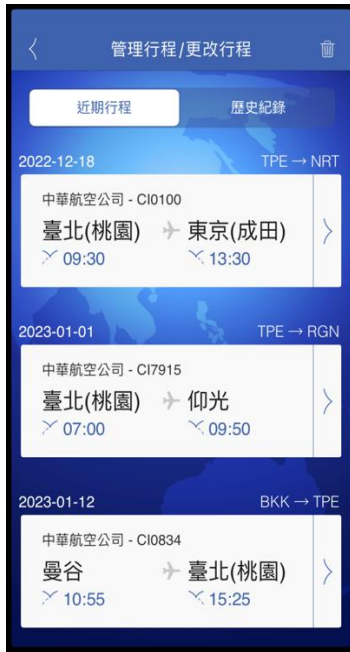 管理行程/更改行程
近期行程 歷史紀錄
2022-12-18 TPE → NRT
中華航空公司 - CI0100
臺北(桃園) 東京(成田)
09:30 13:30
2023-01-01 TPE → RGN
中華航空公司 - CI7915
臺北(桃園) 仰光
07:00 09:50
2023-01-12 BKK → TPE
中華航空公司 - CI0834
曼谷 臺北(桃園)
10:55 15:25